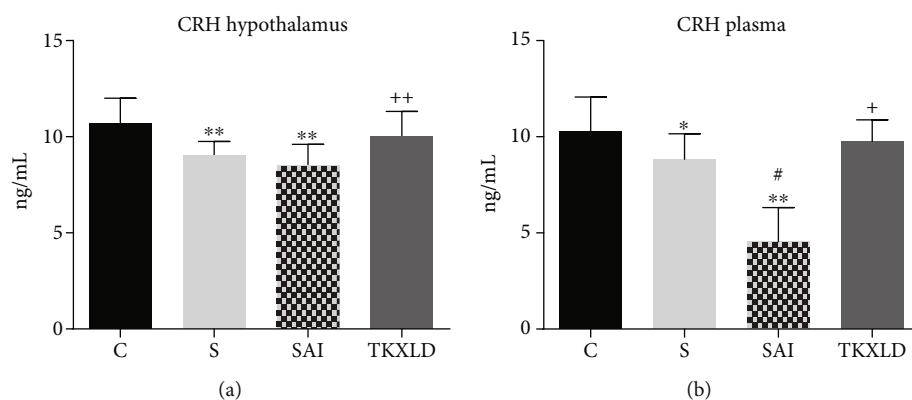 CRH hypothalamus
15
10
5
0
ng/mL
**
**
++
C S SAI TKXLD
(a)
CRH plasma
15
10
5
0
ng/mL
*
#
**
+
C S SAI TKXLD
(b)